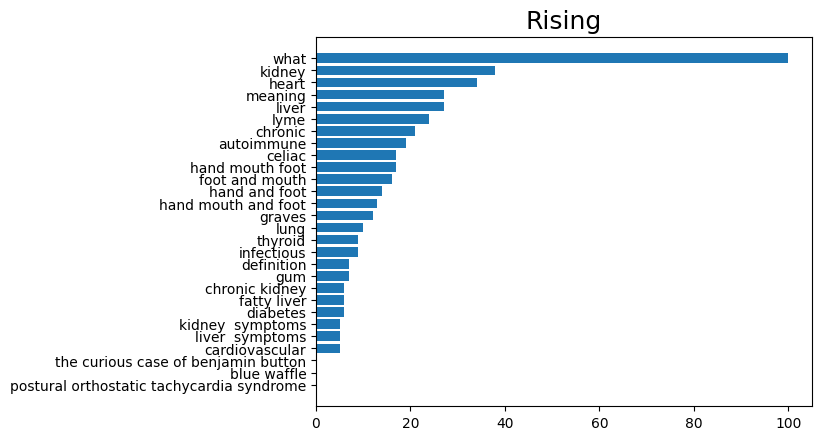 Rising
what
kidney
heart
meaning
liver
lyme
chronic
autoimmune
celiac
hand mouth foot
foot and mouth
hand and foot
hand mouth and foot
graves
lung
thyroid
infectious
definition
gum
chronic kidney
fatty liver
diabetes
kidney  symptoms
liver  symptoms
cardiovascular
the curious case of benjamin button
blue waffle
postural orthostatic tachycardia syndrome
0 20 40 60 80 100